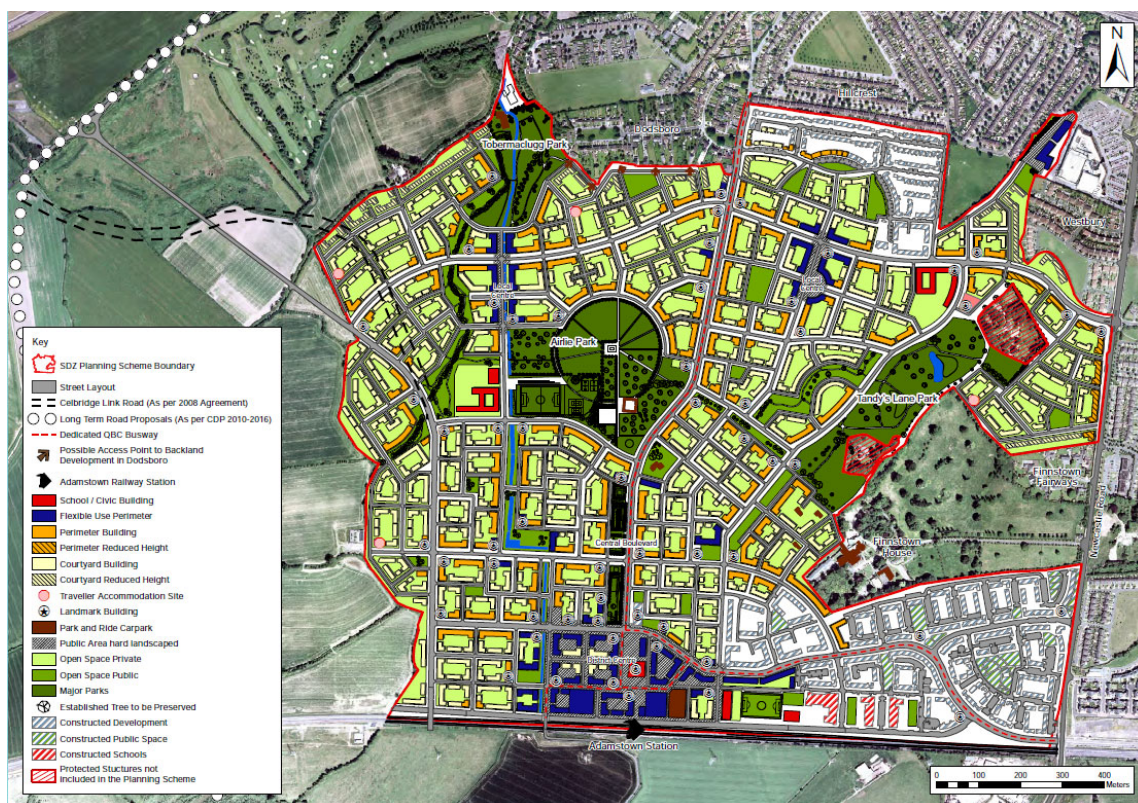 N
Hillcrest
Dodsboro
Tobermaclugg Park
Westbury
Local
Centre
Local
Centre
Airlie Park
Tandy's Lane Park
Finnstown
Fairways
Newcastle Road
Finnstown
House
Central Boulevard
District Centre
Adamstown Station
Key
SDZ Planning Scheme Boundary
Street Layout
Celbridge Link Road (As per 2008 Agreement)
Long Term Road Proposals (As per CDP 2010-2016)
Dedicated QBC Busway
Possible Access Point to Backland
Development in Dodsboro
Adamstown Railway Station
School / Civic Building
Flexible Use Perimeter
Perimeter Building
Perimeter Reduced Height
Courtyard Building
Courtyard Reduced Height
Traveller Accommodation Site
Landmark Building
Park and Ride Carpark
Public Area hard landscaped
Open Space Private
Open Space Public
Major Parks
Established Tree to be Preserved
Constructed Development
Constructed Public Space
Constructed Schools
Protected Stuctures not
included in the Planning Scheme
0 100 200 300 400
Meters